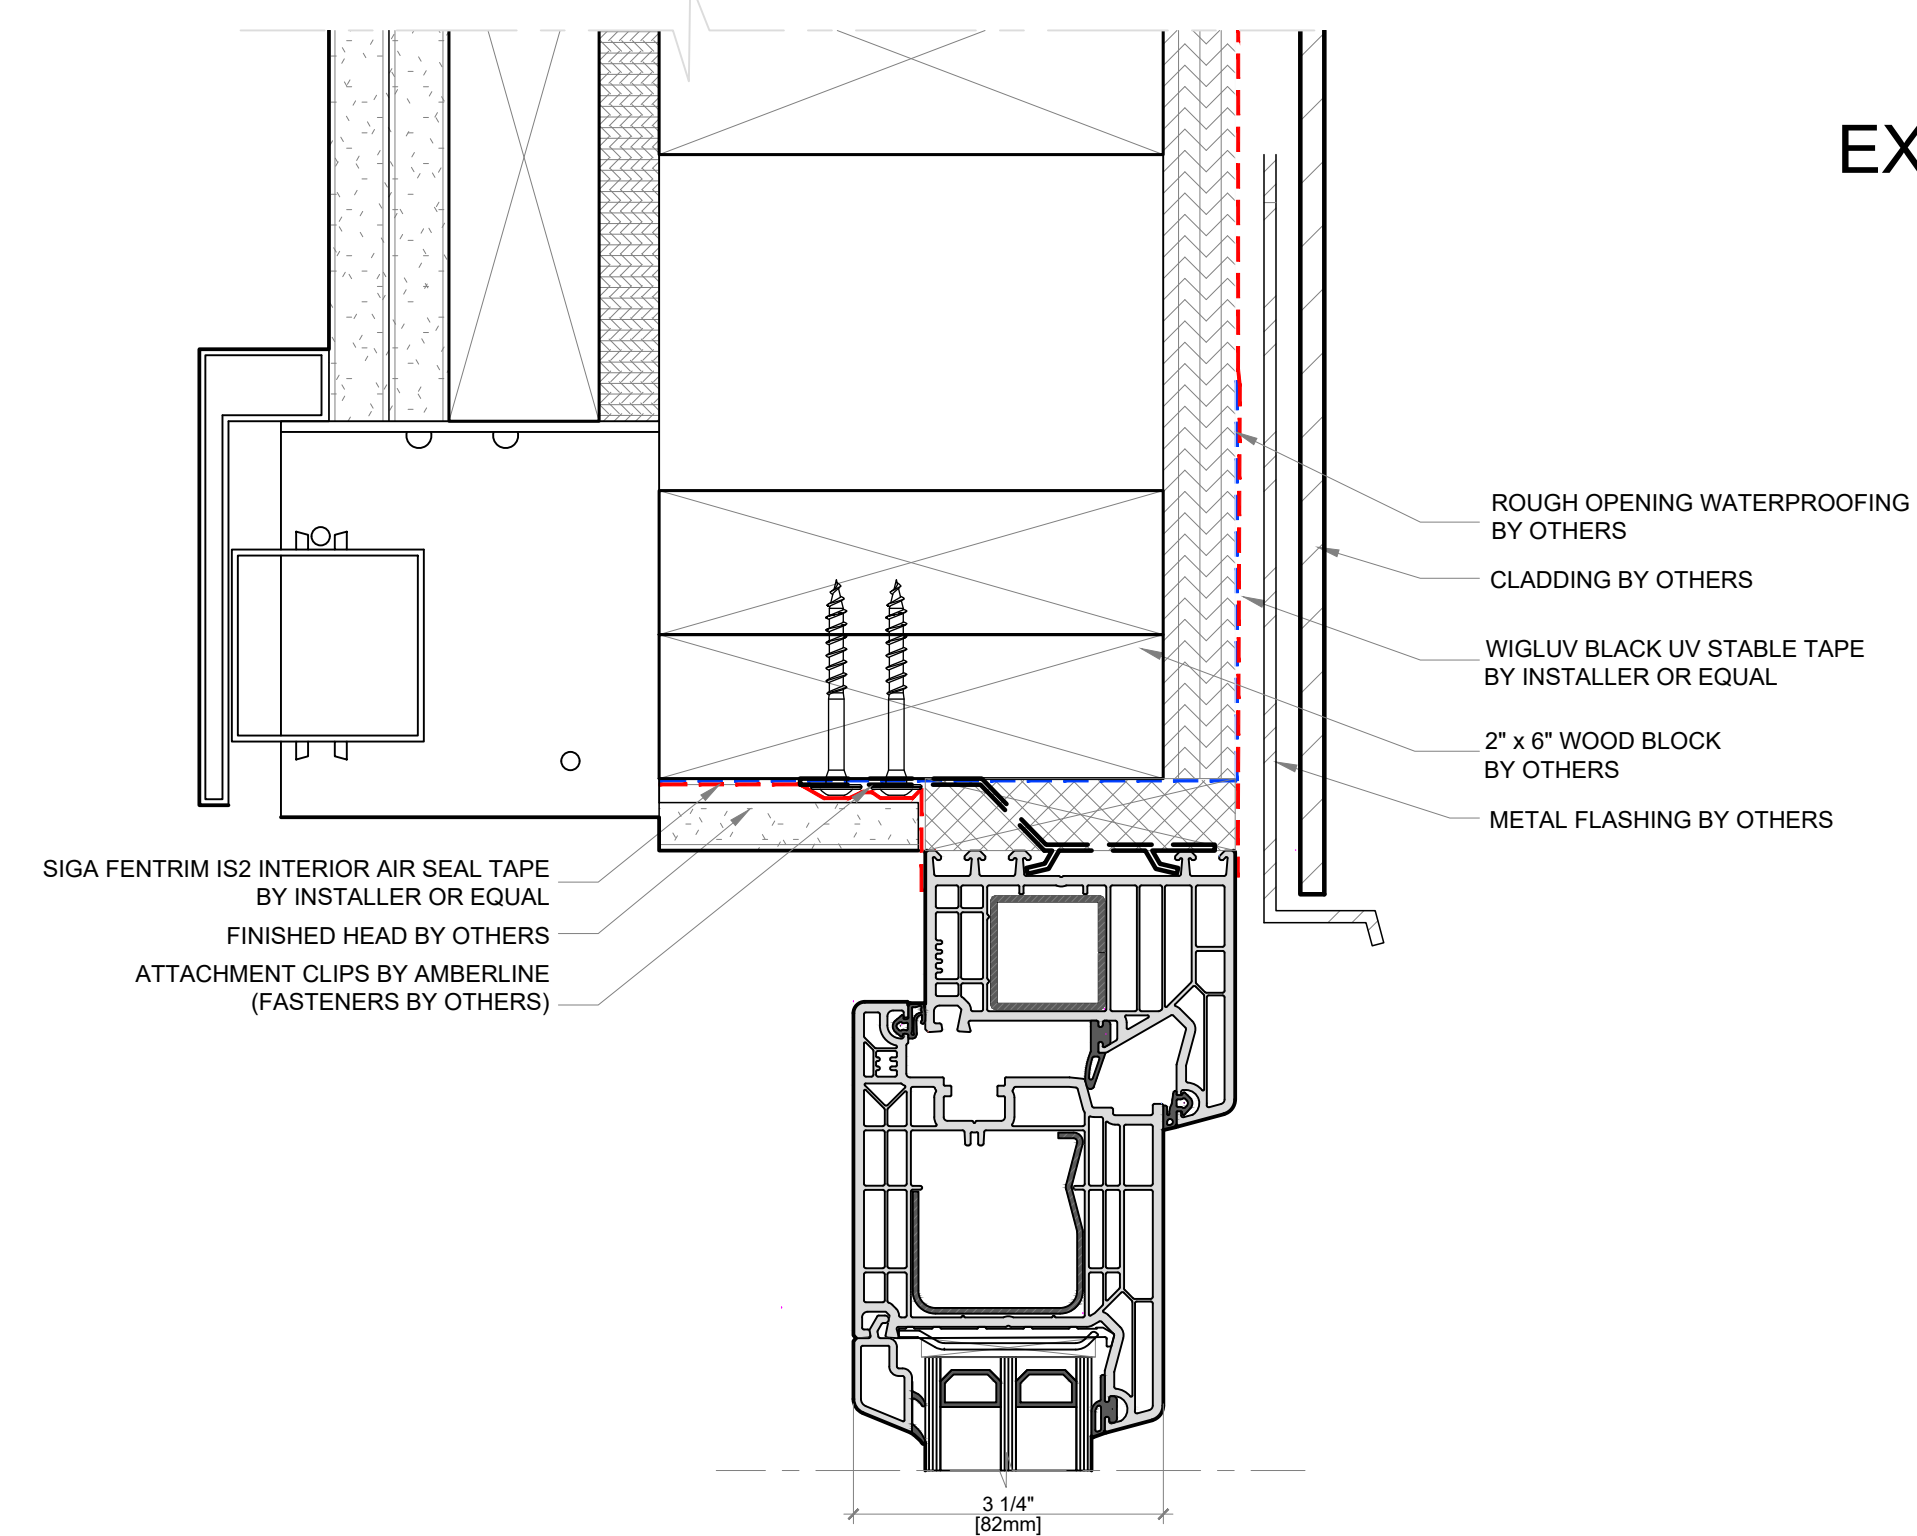 EX
ROUGH OPENING WATERPROOFING
BY OTHERS
CLADDING BY OTHERS
WIGLUV BLACK UV STABLE TAPE
BY INSTALLER OR EQUAL
2" x 6" WOOD BLOCK
BY OTHERS
METAL FLASHING BY OTHERS
SIGA FENTRIM IS2 INTERIOR AIR SEAL TAPE
BY INSTALLER OR EQUAL
FINISHED HEAD BY OTHERS
ATTACHMENT CLIPS BY AMBERLINE
(FASTENERS BY OTHERS)
3 1/4"
[82mm]